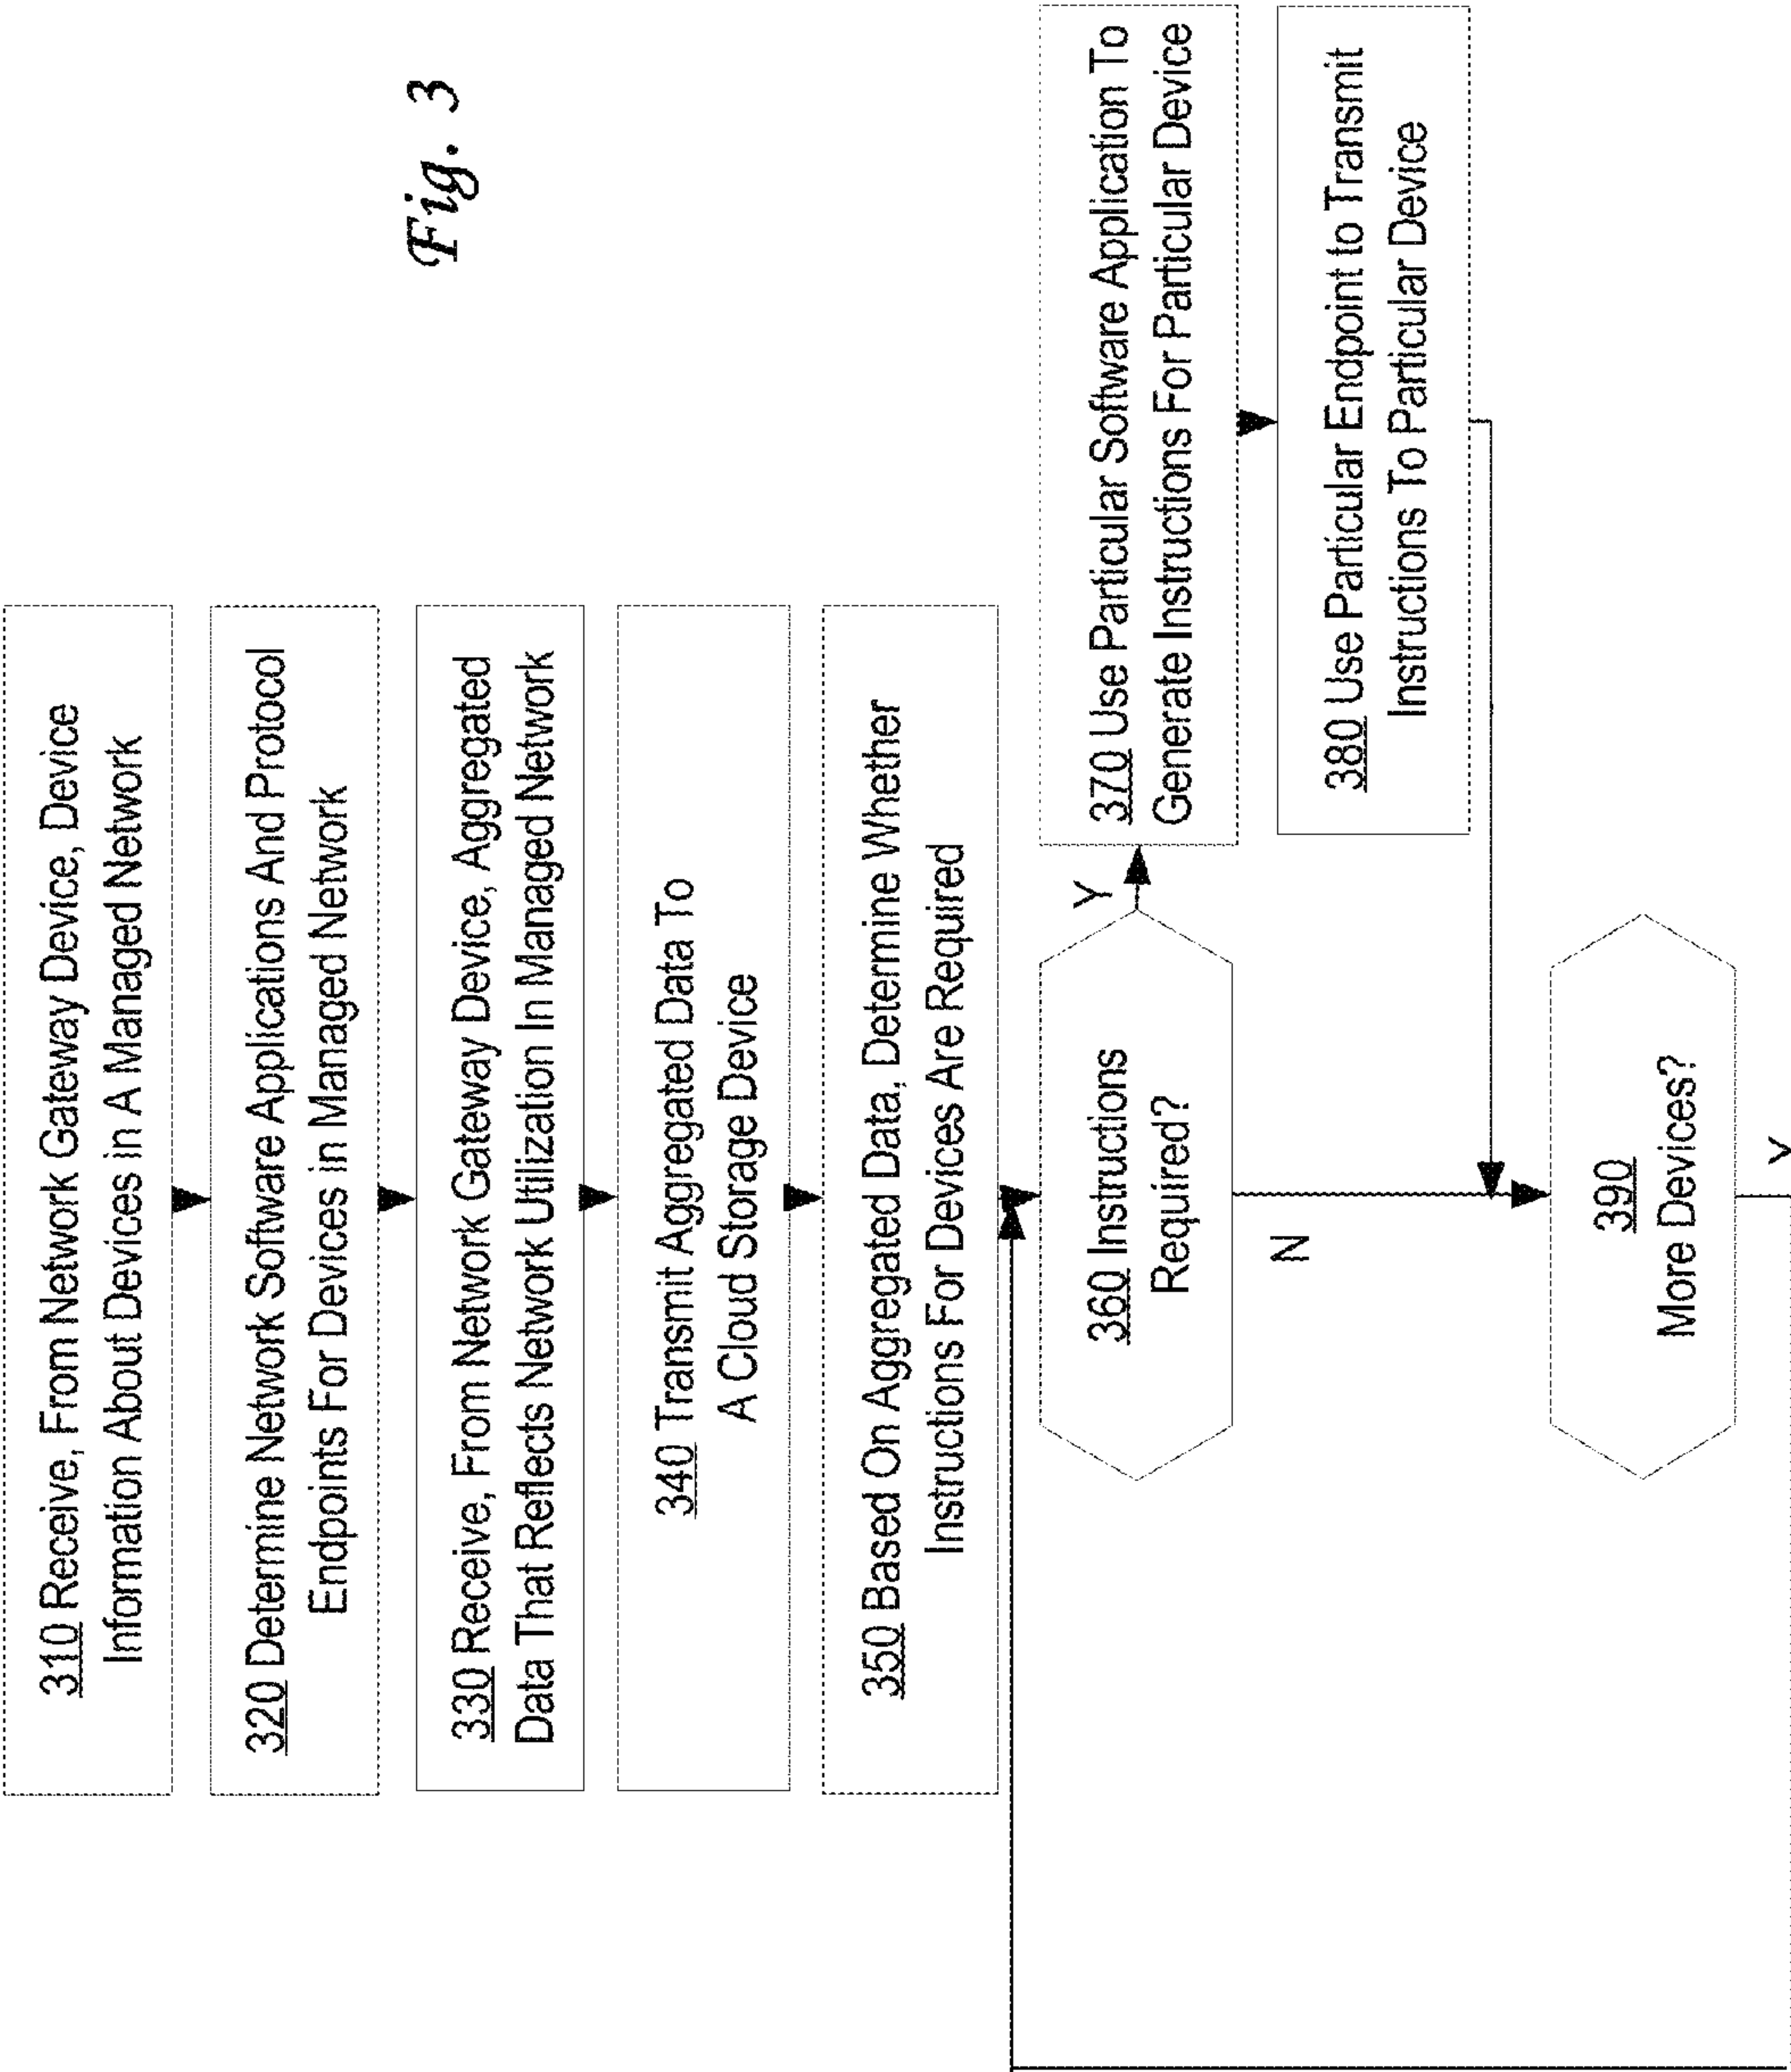 310 Receive, From Network Gateway Device, Device
Information About Devices in A Managed Network
320 Determine Network Software Applications And Protocol
Endpoints For Devices in Managed Network
330 Receive, From Network Gateway Device, Aggregated
Data That Reflects Network Utilization In Managed Network
340 Transmit Aggregated Data To
A Cloud Storage Device
350 Based On Aggregated Data, Determine Whether
Instructions For Devices Are Required
360 Instructions
Required?
Y
N
370 Use Particular Software Application To
Generate Instructions For Particular Device
380 Use Particular Endpoint to Transmit
Instructions To Particular Device
390
More Devices?
Y
Fig. 3